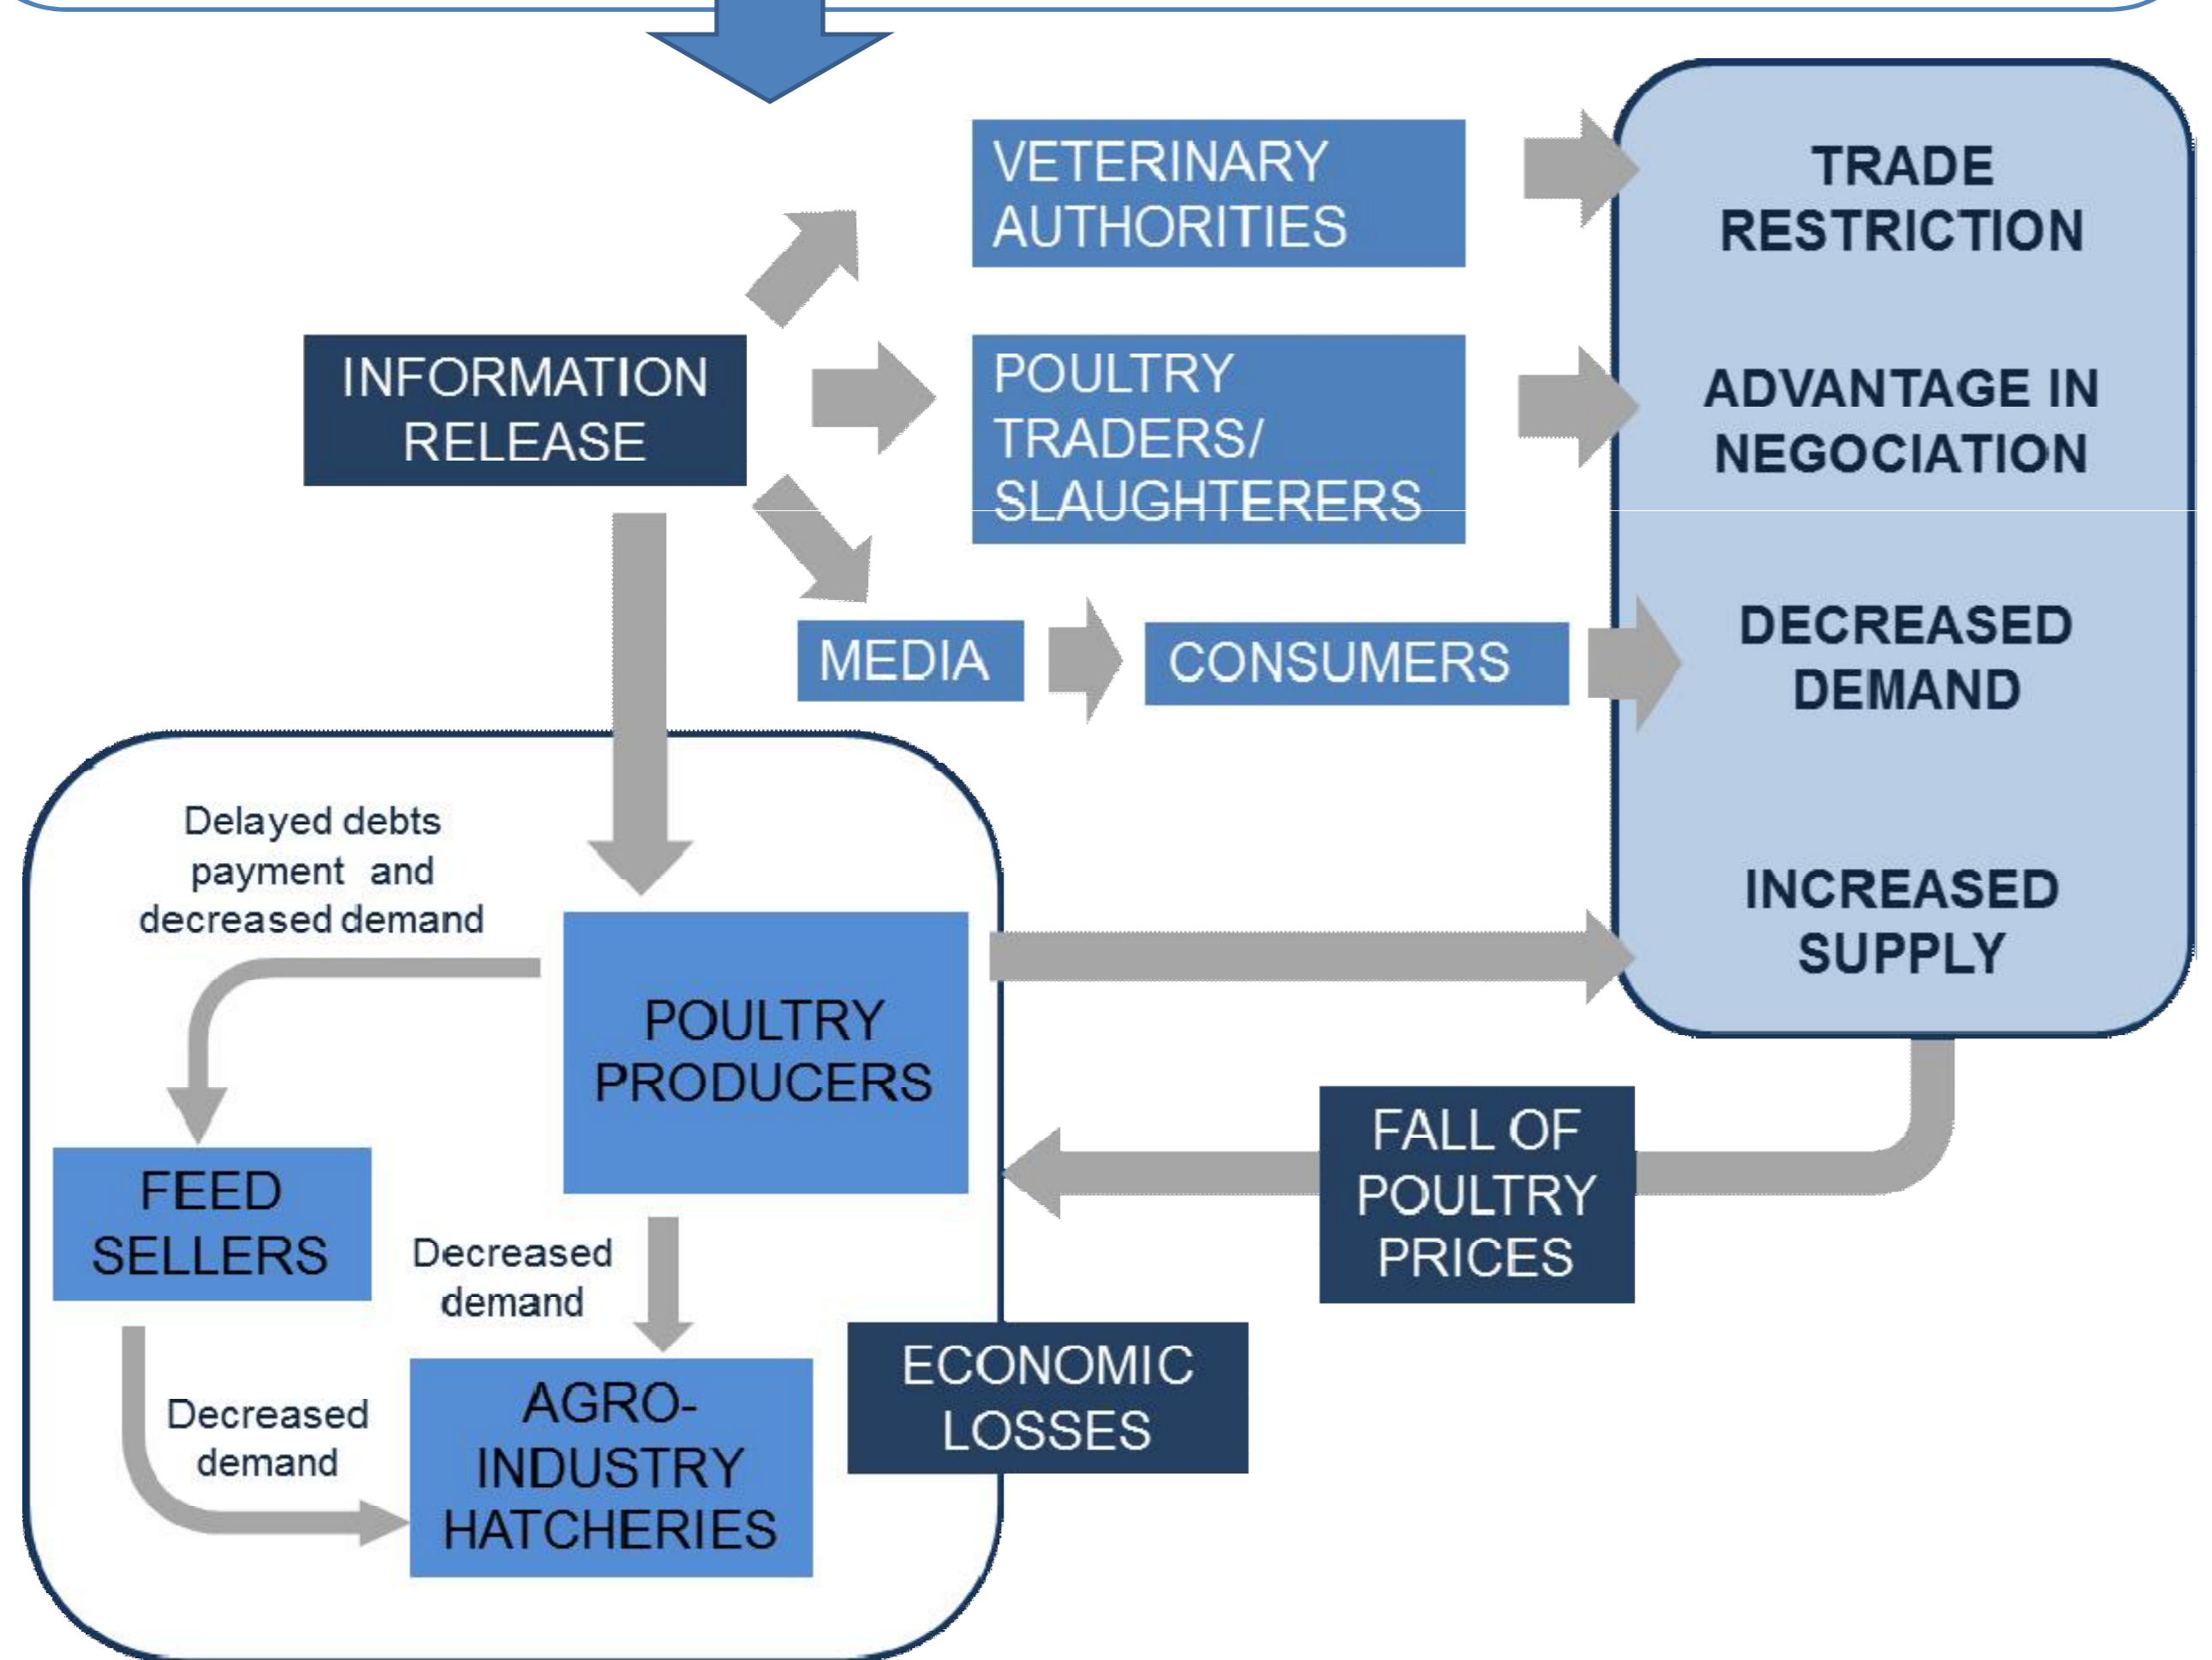 VETERINARY
AUTHORITIES
TRADE
RESTRICTION
INFORMATION
RELEASE
POULTRY
TRADERS/
SLAUGHTERERS
ADVANTAGE IN
NEGOCIATION
MEDIA
CONSUMERS
DECREASED
DEMAND
Delayed debts
payment and
decreased demand
INCREASED
SUPPLY
POULTRY
PRODUCERS
FALL OF
POULTRY
PRICES
FEED
SELLERS
Decreased
demand
ECONOMIC
LOSSES
Decreased
demand
AGRO-
INDUSTRY
HATCHERIES